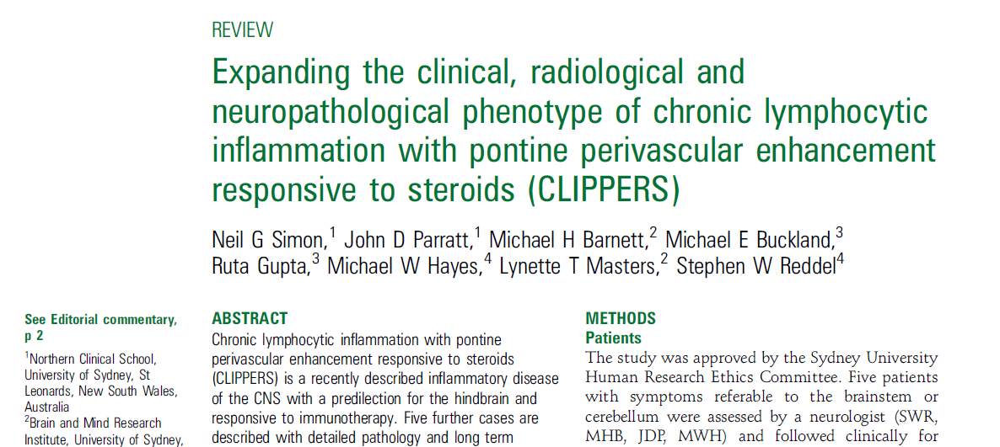 REVIEW
Expanding the clinical, radiological and
neuropathological phenotype of chronic lymphocytic
inflammation with pontine perivascular enhancement
responsive to steroids (CLIPPERS)
Neil G Simon,1 John D Parratt,1 Michael H Barnett,2 Michael E Buckland,3
Ruta Gupta,3 Michael W Hayes,4 Lynette T Masters,2 Stephen W Reddel4
See Editorial commentary,
p 2
1Northern Clinical School,
University of Sydney, St
Leonards, New South Wales,
Australia
2Brain and Mind Research
Institute, University of Sydney,
ABSTRACT
Chronic lymphocytic inflammation with pontine
perivascular enhancement responsive to steroids
(CLIPPERS) is a recently described inflammatory disease
of the CNS with a predilection for the hindbrain and
responsive to immunotherapy. Five further cases are
described with detailed pathology and long term
METHODS
Patients
The study was approved by the Sydney University
Human Research Ethics Committee. Five patients
with symptoms referable to the brainstem or
cerebellum were assessed by a neurologist (SWR,
MHB, JDP, MWH) and followed clinically for